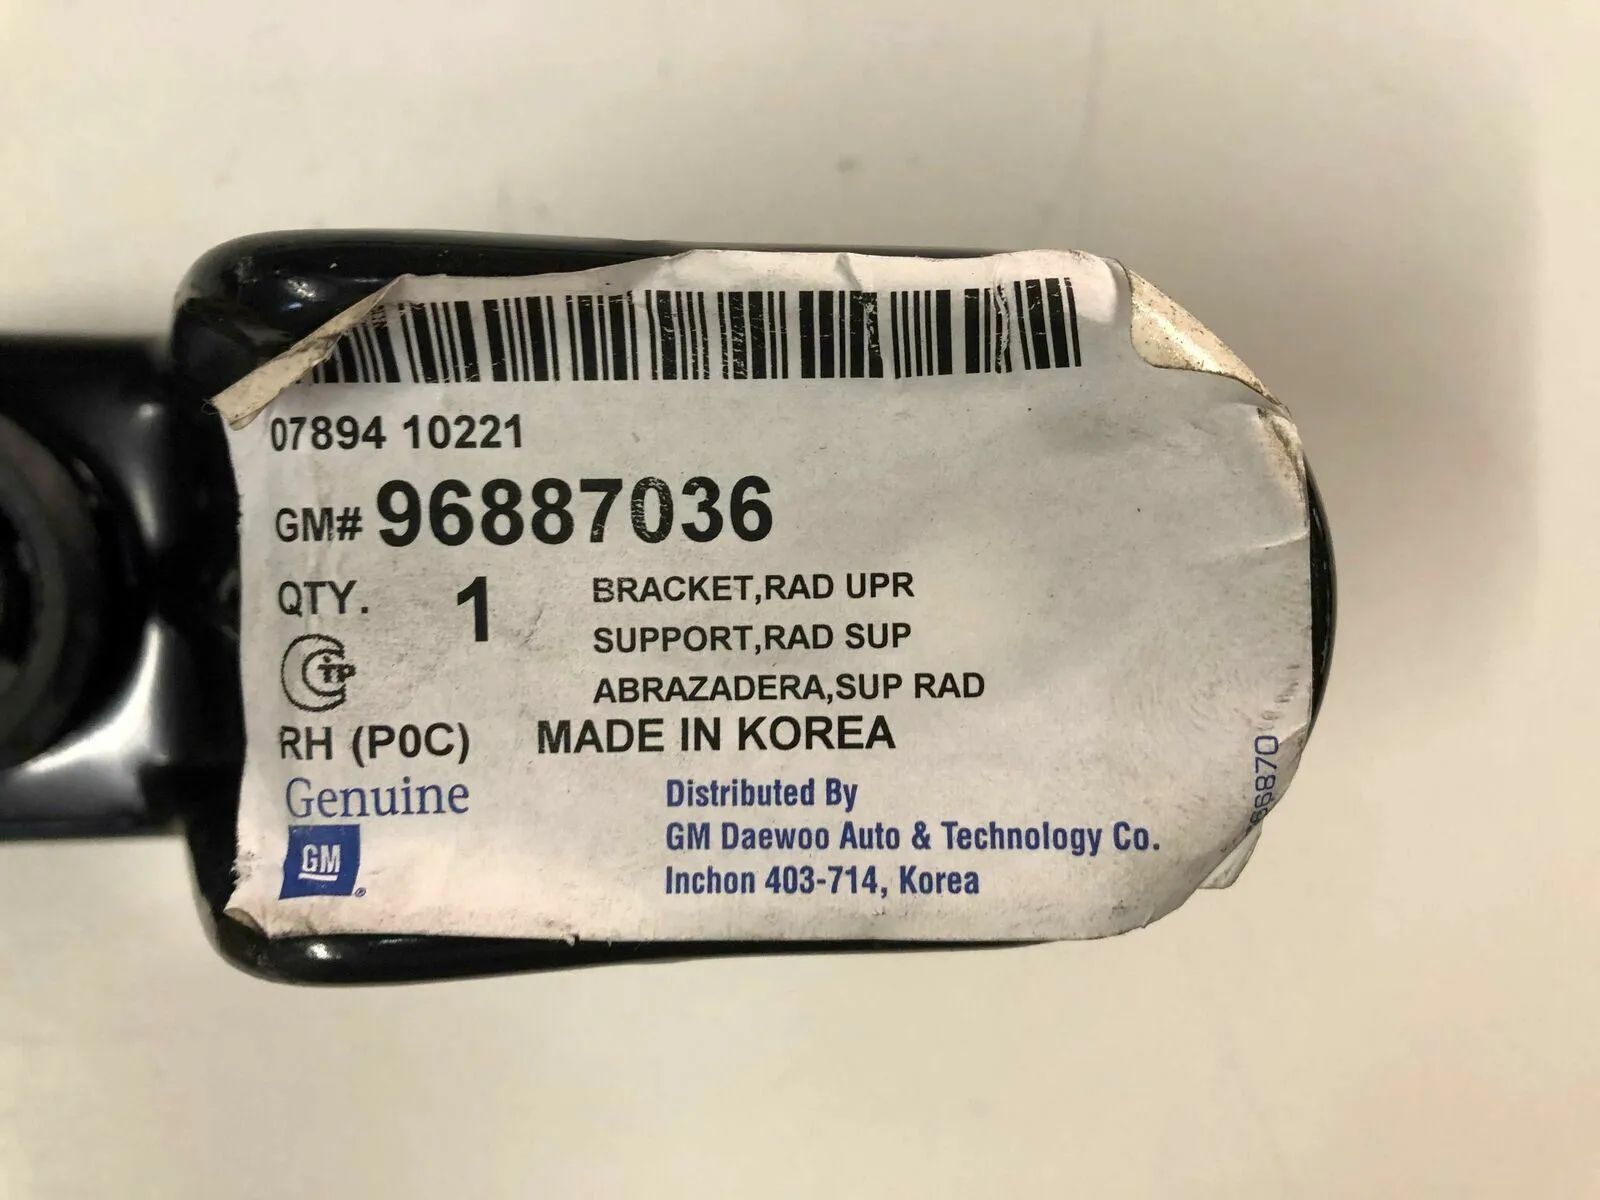 07894 10221
GM# 96887036
QTY. 1
BRACKET,RAD UPR
SUPPORT,RAD SUP
ABRAZADERA,SUP RAD
RH (P0C) MADE IN KOREA
Genuine
GM
Distributed By
GM Daewoo Auto & Technology Co.
Inchon 403-714, Korea